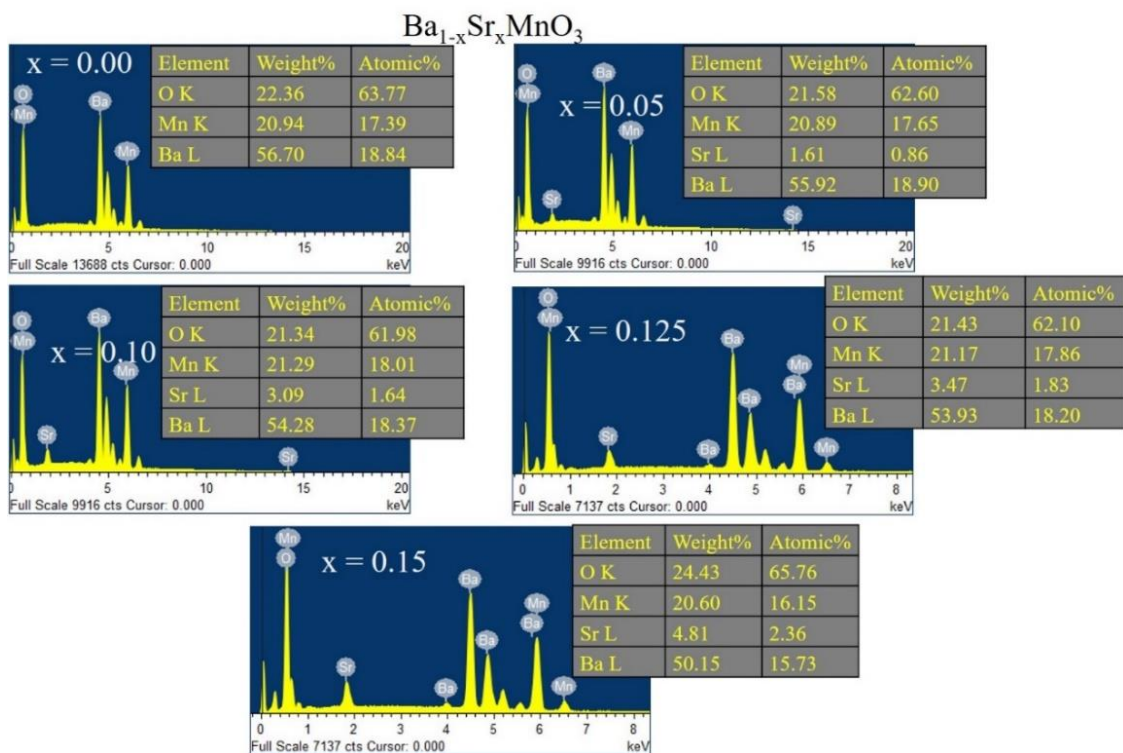 Ba1-xSrxMnO3
x = 0.00
Element Weight% Atomic%
O K 22.36 63.77
Mn K 20.94 17.39
Ba L 56.70 18.84
O
Mn
Ba
Mn
0 5 10 15 20
Full Scale 13688 cts Cursor: 0.000 keV
x = 0.05
Element Weight% Atomic%
O K 21.58 62.60
Mn K 20.89 17.65
Sr L 1.61 0.86
Ba L 55.92 18.90
O
Mn
Sr
Ba
Mn
Sr
0 5 10 15 20
Full Scale 9916 cts Cursor: 0.000 keV
x = 0.10
Element Weight% Atomic%
O K 21.34 61.98
Mn K 21.29 18.01
Sr L 3.09 1.64
Ba L 54.28 18.37
O
Mn
Sr
Ba
Mn
Sr
0 5 10 15 20
Full Scale 9916 cts Cursor: 0.000 keV
x = 0.125
Element Weight% Atomic%
O K 21.43 62.10
Mn K 21.17 17.86
Sr L 3.47 1.83
Ba L 53.93 18.20
O
Mn
Sr
Ba
Ba
Ba
Mn
Ba
Mn
0 1 2 3 4 5 6 7 8
Full Scale 7137 cts Cursor: 0.000 keV
x = 0.15
Element Weight% Atomic%
O K 24.43 65.76
Mn K 20.60 16.15
Sr L 4.81 2.36
Ba L 50.15 15.73
Mn
O
Sr
Ba
Ba
Ba
Mn
Ba
Mn
0 1 2 3 4 5 6 7 8
Full Scale 7137 cts Cursor: 0.000 keV